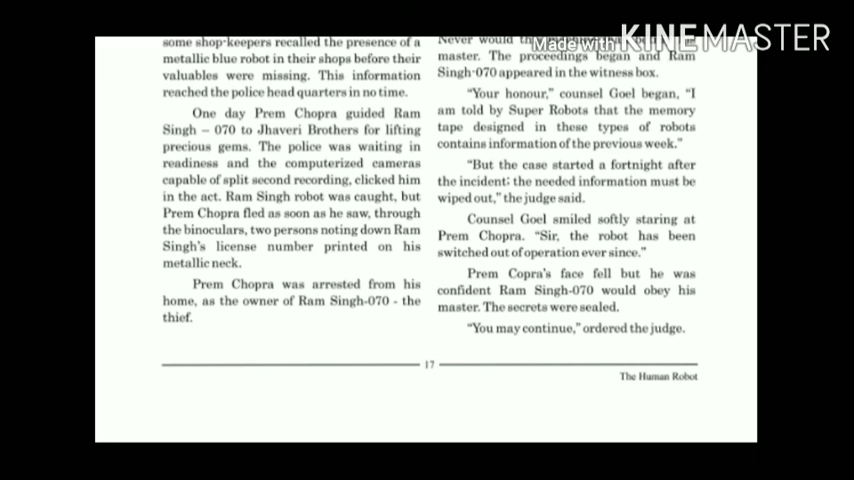 some shop-keepers recalled the presence of a
metallic blue robot in their shops before their
valuables were missing. This information
reached the police head quarters in no time.
One day Prem Chopra guided Ram
Singh – 070 to Jhaveri Brothers for lifting
precious gems. The police was waiting in
readiness and the computerized cameras
capable of split second recording, clicked him
in the act. Ram Singh robot was caught, but
Prem Chopra fled as soon as he saw, through
the binoculars, two persons noting down Ram
Singh's license number printed on his
metallic neck.
Prem Chopra was arrested from his
home, as the owner of Ram Singh-070 - the
thief.
Never would
Made with KINEMASTER
master. The proceedings began and Ram
Singh-070 appeared in the witness box.
"Your honour," counsel Goel began, "I
am told by Super Robots that the memory
tape designed in these types of robots
contains information of the previous week."
"But the case started a fortnight after
the incident; the needed information must be
wiped out," the judge said.
Counsel Goel smiled softly staring at
Prem Chopra. "Sir, the robot has been
switched out of operation ever since."
Prem Copra's face fell but he was
confident Ram Singh-070 would obey his
master. The secrets were sealed.
"You may continue," ordered the judge.
17
The Human Robot